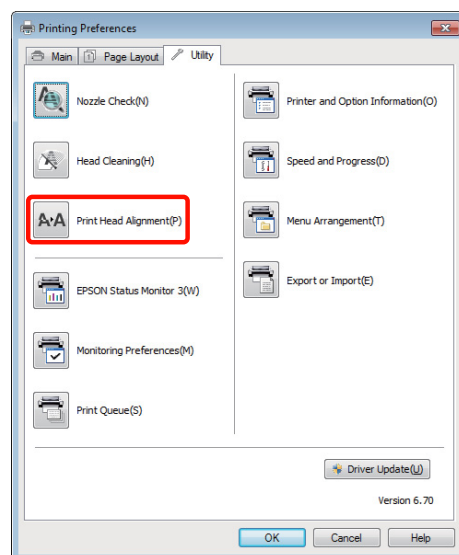 Printing Preferences
Main
Page Layout
Utility
Nozzle Check(N)
Head Cleaning(H)
A A
Print Head Alignment(P)
EPSON Status Monitor 3(W)
Monitoring Preferences(M)
Print Queue(S)
Printer and Option Information(O)
Speed and Progress(D)
Menu Arrangement(T)
Export or Import(E)
Driver Update(U)
Version 6.70
OK
Cancel
Help